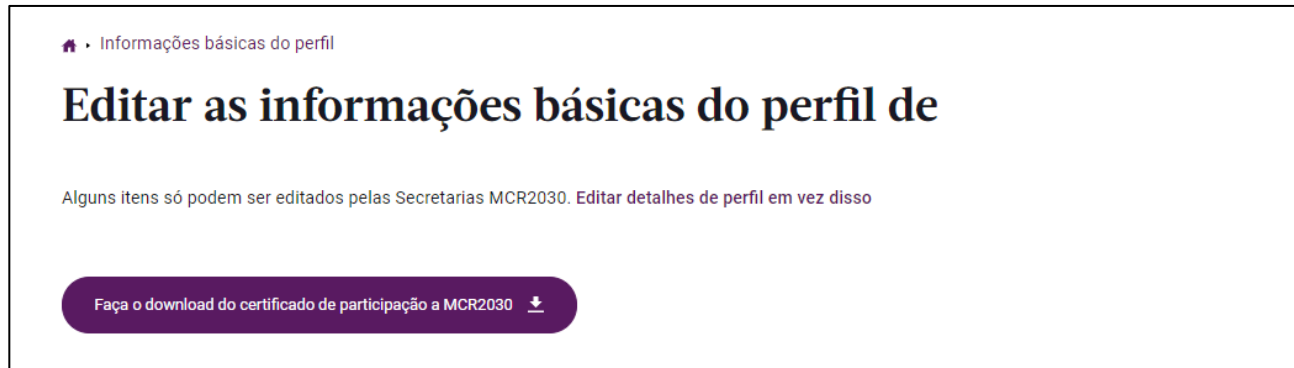 Informações básicas do perfil
Editar as informações básicas do perfil de
Alguns itens só podem ser editados pelas Secretarias MCR2030. Editar detalhes de perfil em vez disso
Faça o download do certificado de participação a MCR2030